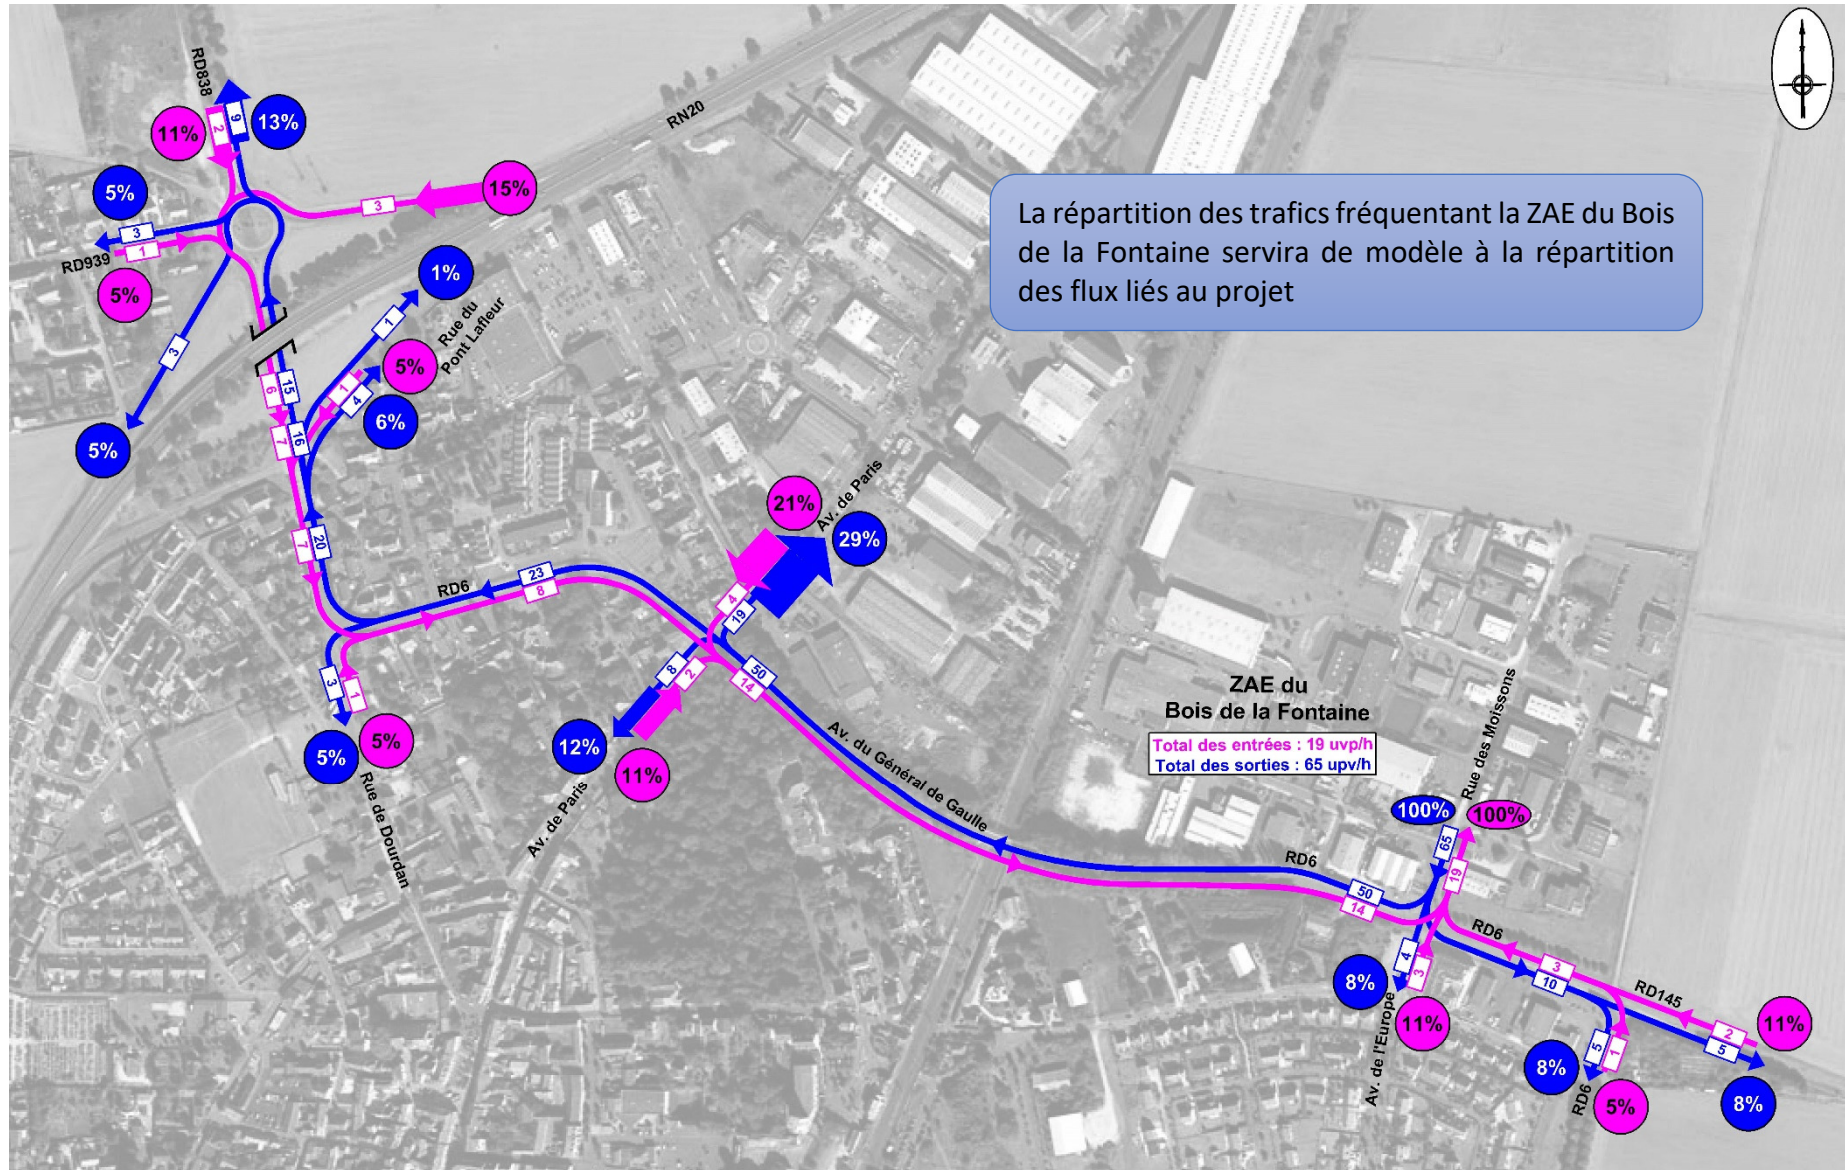 RD838
2
9
11%
13%
RN20
15%
3
5%
3
1
RD939
5%
1%
1
Rue du
Pont Lafleur
5%
1
4
6%
3
5%
6
15
7
16
7
20
La répartition des trafics fréquentant la ZAE du Bois
de la Fontaine servira de modèle à la répartition
des flux liés au projet
21%
Av. de Paris
29%
4
19
RD6
23
8
3
1
5%
5%
Rue de Dourdan
8
2
12%
11%
Av. de Paris
50
14
Av. du Général de Gaulle
ZAE du
Bois de la Fontaine
Total des entrées : 19 uvp/h
Total des sorties : 65 upv/h
Rue des Moissons
100%
100%
65
19
RD6
50
14
RD6
4
3
8%
11%
Av. de l'Europe
3
10
RD145
2
5
11%
8%
5
1
8%
5%
RD6